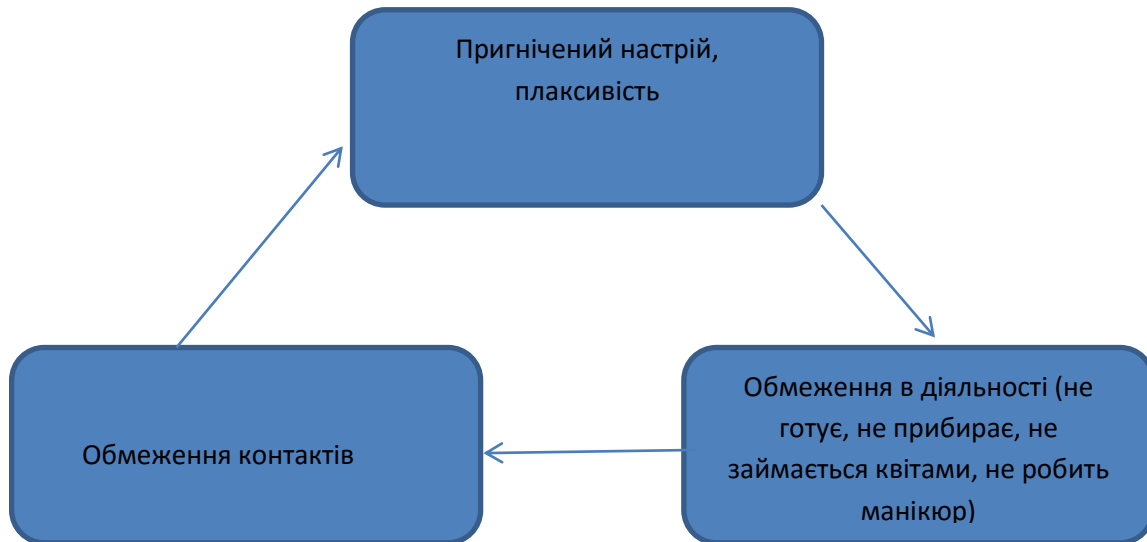 Пригнічений настрій,
плаксивість
Обмеження контактів
Обмеження в діяльності (не
готує, не прибирає, не
займається квітами, не робить
манікюр)